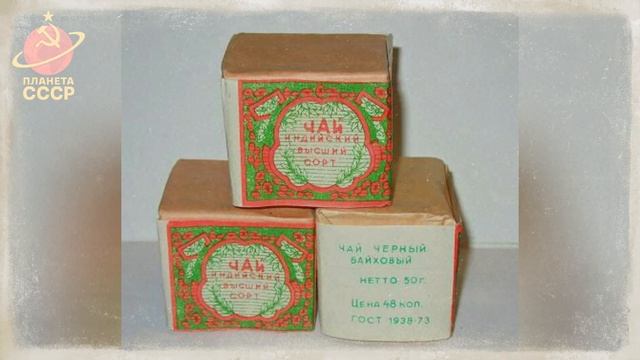 ПЛАНЕТА
СССР
ЧАЙ
ИНДИЙСКИЙ
ВЫСШИЙ
СОРТ
ЧАЙ
ИНДИЙСКИЙ
ВЫСШИЙ
СОРТ
ЧАЙ ЧЕРНЫЙ
БАЙХОВЫЙ
НЕТТО 50Г.
ЦЕНА 48 КОП.
ГОСТ 1938-73